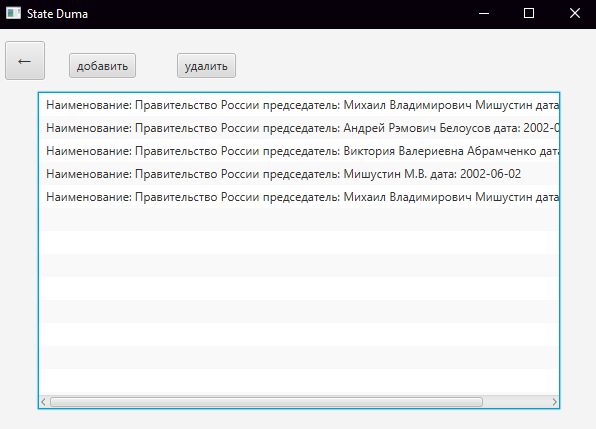 State Duma
←
добавить
удалить
Наименование: Правительство России председатель: Михаил Владимирович Мишустин дата
Наименование: Правительство России председатель: Андрей Рэмович Белоусов дата: 2002-0
Наименование: Правительство России председатель: Виктория Валериевна Абрамченко дата
Наименование: Правительство России председатель: Мишустин М.В. дата: 2002-06-02
Наименование: Правительство России председатель: Михаил Владимирович Мишустин дата